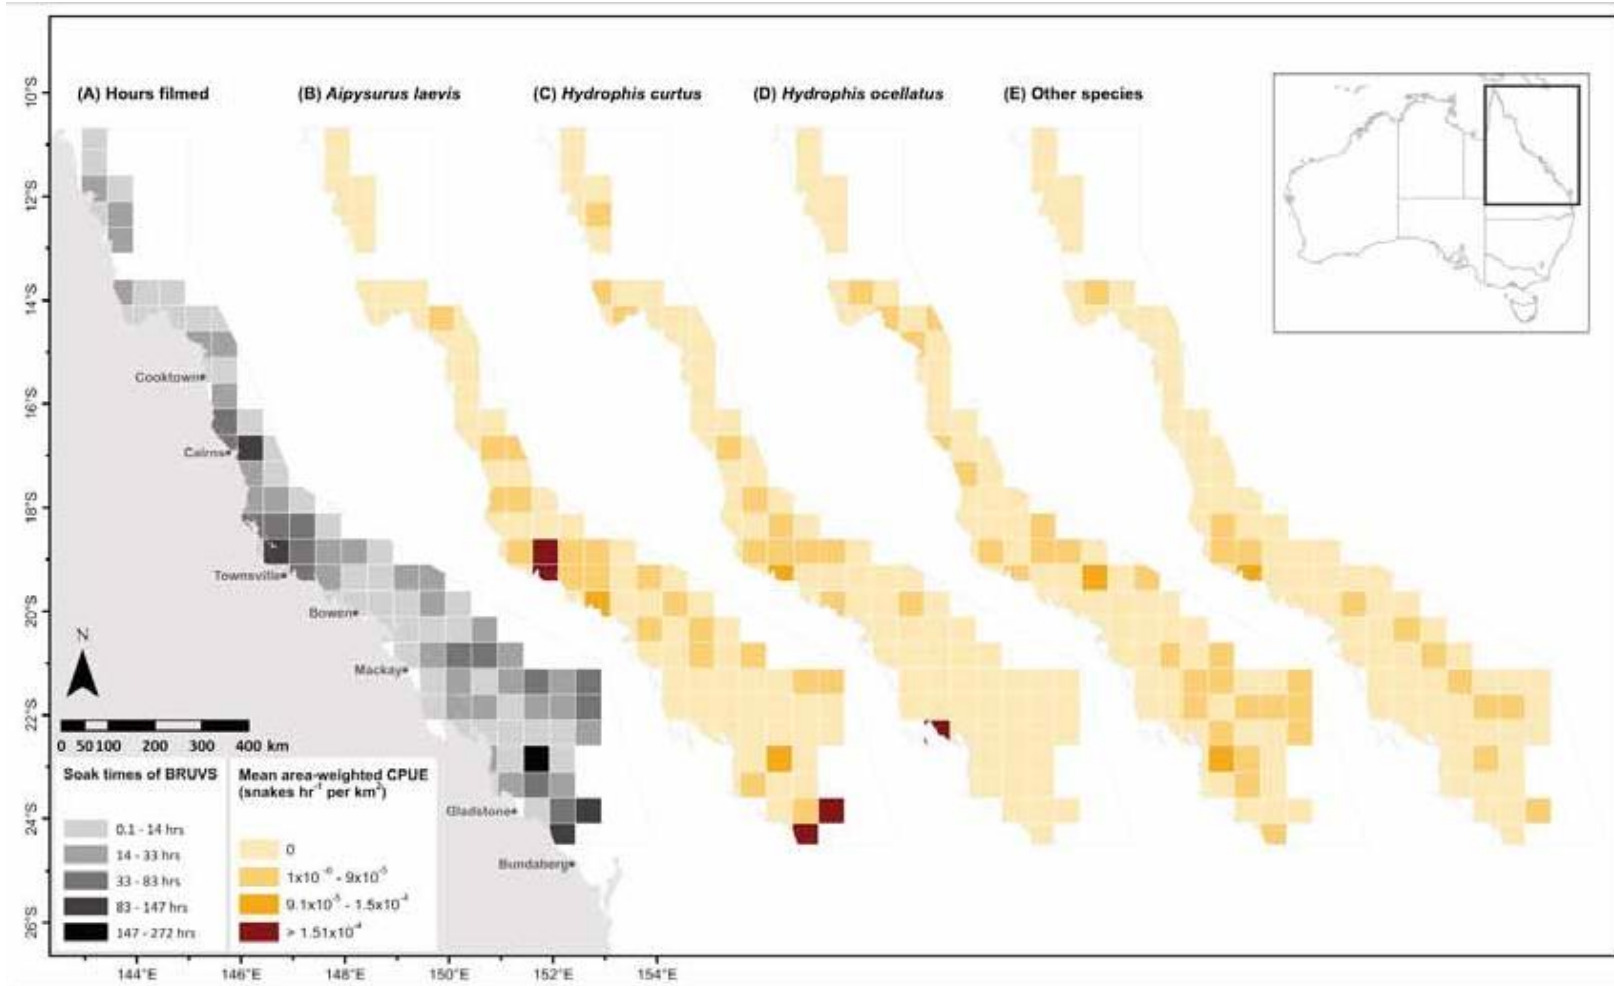 (A) Hours filmed
(B) Aipysurus laevis
(C) Hydrophis curtus
(D) Hydrophis ocellatus
(E) Other species
10°S
12°S
14°S
16°S
18°S
20°S
22°S
24°S
26°S
Cooktown
Cairns
Townsville
Bowen
Mackay
Gladstone
Bundaberg
N
0 50 100 200 300 400 km
Soak times of BRUVS
0.1 - 14 hrs
14 - 33 hrs
33 - 83 hrs
83 - 147 hrs
147 - 272 hrs
Mean area-weighted CPUE
(snakes hr⁻¹ per km²)
0
1x10⁻⁶ - 9x10⁻⁵
9.1x10⁻⁵ - 1.5x10⁻⁴
> 1.51x10⁻⁴
144°E
146°E
148°E
150°E
152°E
154°E